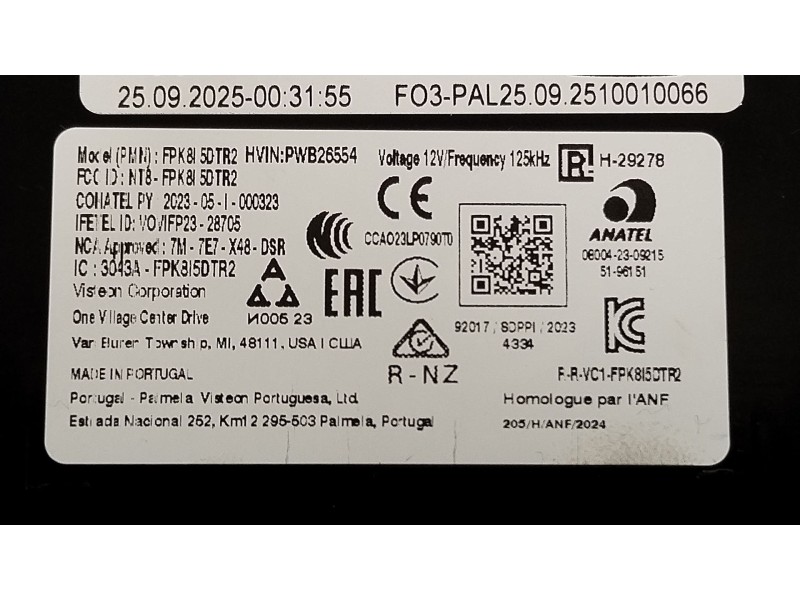 25.09.2025-00:31:55 FO3-PAL25.09.2510010066
Model (PMN) : FPK8I5DTR2 HVIN:PWB26554 Voltage 12V/Frequency 125kHz R H-29278
FCC ID : NT8-FPK8I5DTR2
CONATEL PY 2023-05-I-000323
IFETEL ID: VOVIFP23-28705
NCA Approved : 7M-7E7-X48-DSR
IC : 3043A-FPK8I5DTR2
CE
CCAO23LP0790T0
ANATEL
08004-23-09215
51-96151
Visteon Corporation
One Village Center Drive
Van Buren Township, MI, 48111, USA I США
EAC
И005 23
92017 / SDPPI / 2023
4334
KC
R-NZ
R-R-VC1-FPK8I5DTR2
MADE IN PORTUGAL
Portugal - Palmela Visteon Portuguesa, Ltd.
Estrada Nacional 252, Km12 295-503 Palmela, Portugal
Homologue par l'ANF
205/H/ANF/2024